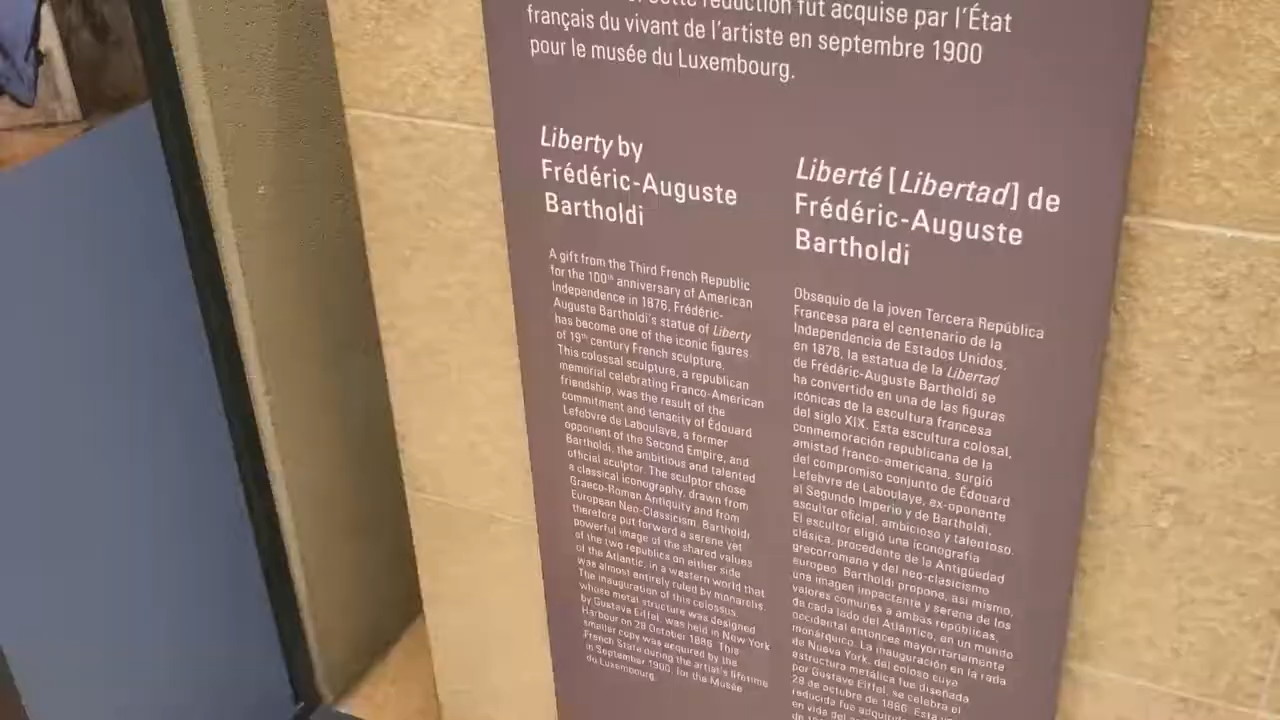 réduction fut acquise par l'État
français du vivant de l'artiste en septembre 1900
pour le musée du Luxembourg.
Liberty by
Frédéric-Auguste
Bartholdi
A gift from the Third French Republic
for the 100th anniversary of American
Independence in 1876, Frédéric-
Auguste Bartholdi's statue of Liberty
has become one of the iconic figures
of 19th century French sculpture.
This colossal sculpture, a republican
memorial celebrating Franco-American
friendship, was the result of the
commitment and tenacity of Édouard
Lefebvre de Laboulaye, a former
opponent of the Second Empire, and
Bartholdi, the ambitious and talented
official sculptor. The sculptor chose
a classical iconography, drawn from
Graeco-Roman Antiquity and from
European Neo-Classicism. Bartholdi
therefore put forward a serene yet
powerful image of the shared values
of the two republics on either side
of the Atlantic, in a western world that
was almost entirely ruled by monarchs.
The inauguration of this colossus,
whose metal structure was designed
by Gustave Eiffel, was held in New York
Harbour on 28 October 1886. This
smaller copy was acquired by the
French State during the artist's lifetime
in September 1900, for the Musée
du Luxembourg.
Liberté [Libertad] de
Frédéric-Auguste
Bartholdi
Obsequio de la joven Tercera República
Francesa para el centenario de la
Independencia de Estados Unidos,
en 1876, la estatua de la Libertad
de Frédéric-Auguste Bartholdi se
ha convertido en una de las figuras
icónicas de la escultura francesa
del siglo XIX. Esta escultura colosal,
conmemoración republicana de la
amistad franco-americana, surgió
del compromiso conjunto de Édouard
Lefebvre de Laboulaye, ex-oponente
al Segundo Imperio y de Bartholdi,
escultor oficial, ambicioso y talentoso.
El escultor eligió una iconografía
clásica, procedente de la Antigüedad
grecorromana y del neo-clasicismo
europeo. Bartholdi propone, así mismo,
una imagen impactante y serena de los
valores comunes a ambas repúblicas,
de cada lado del Atlántico, en un mundo
occidental entonces mayoritariamente
monárquico. La inauguración en la rada
de Nueva York, del coloso cuya
estructura metálica fue diseñada
por Gustave Eiffel, se celebra el
28 de octubre de 1886. Esta
reducida fue
en vida del